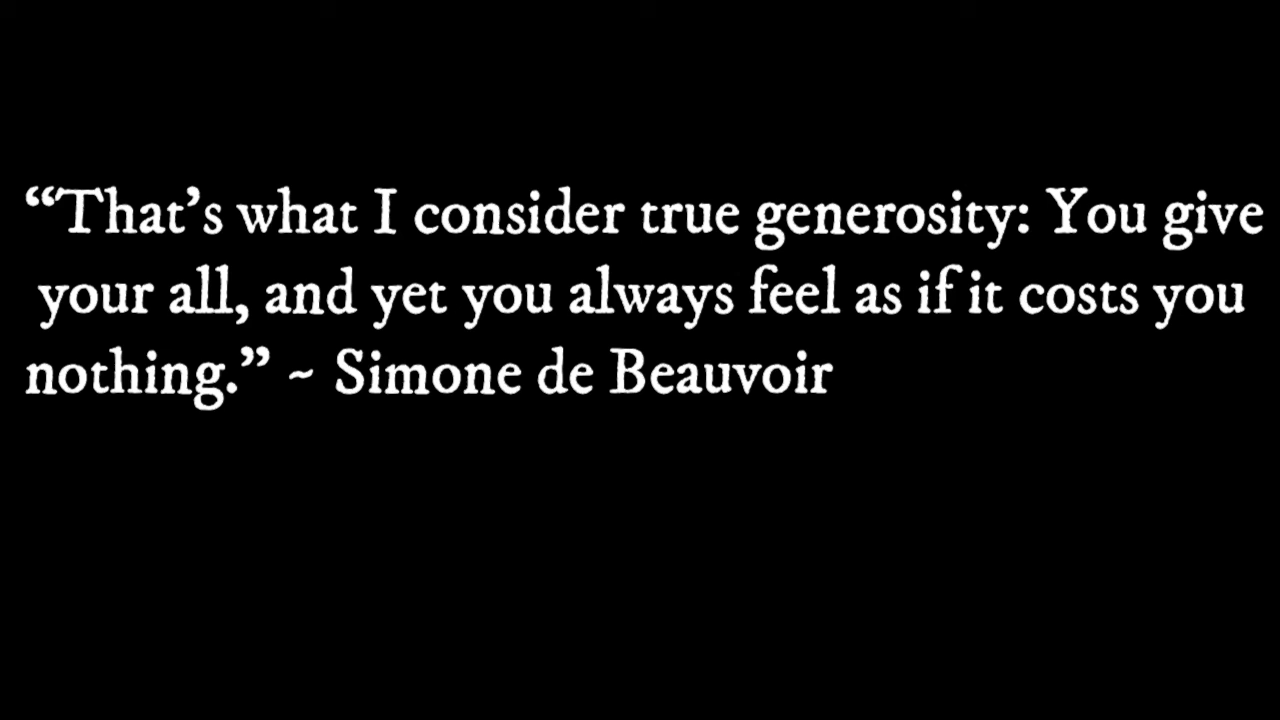 “That’s what I consider true generosity: You give
your all, and yet you always feel as if it costs you
nothing.” ~ Simone de Beauvoir